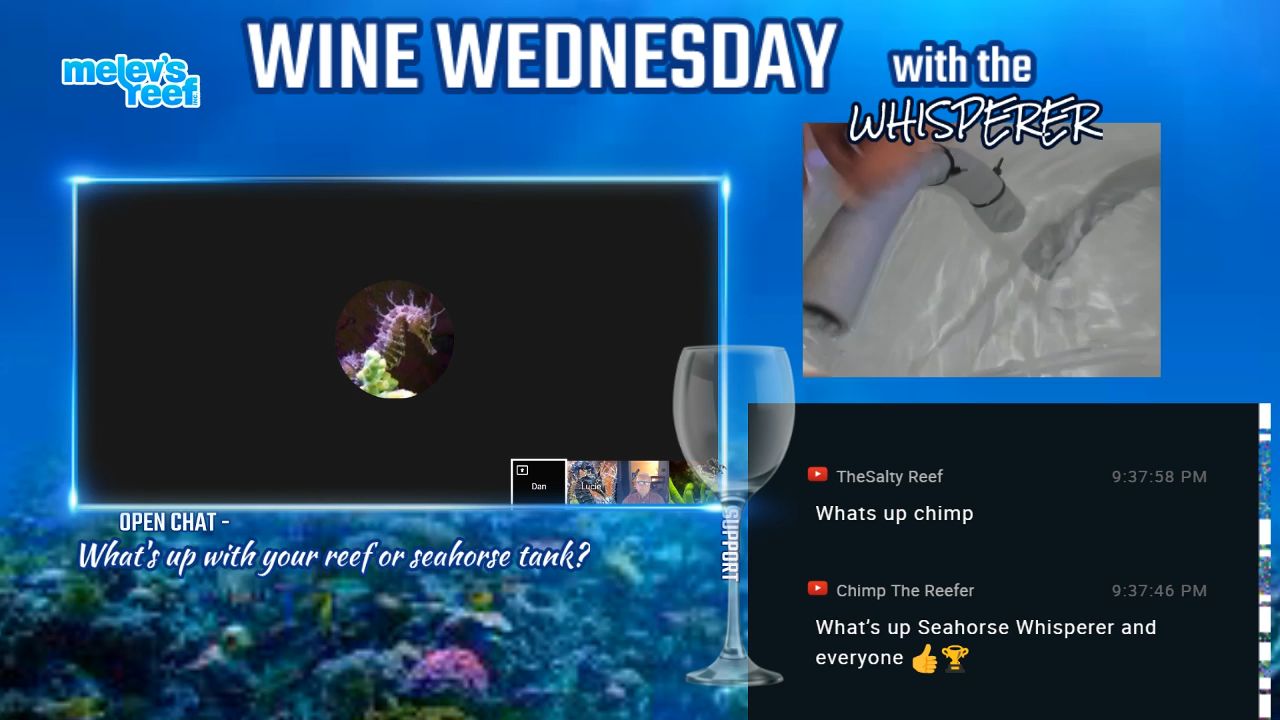 WINE WEDNESDAY
with the
WHISPERER
melev's
reef
Dan
Lucie
OPEN CHAT -
What's up with your reef or seahorse tank?
SUPPORT
TheSalty Reef
9:37:58 PM
Whats up chimp
Chimp The Reefer
9:37:46 PM
What’s up Seahorse Whisperer and
everyone 👍🏆